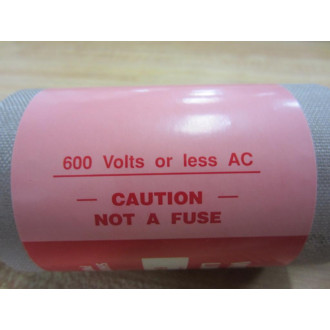 600 Volts or less AC
— CAUTION —
NOT A FUSE